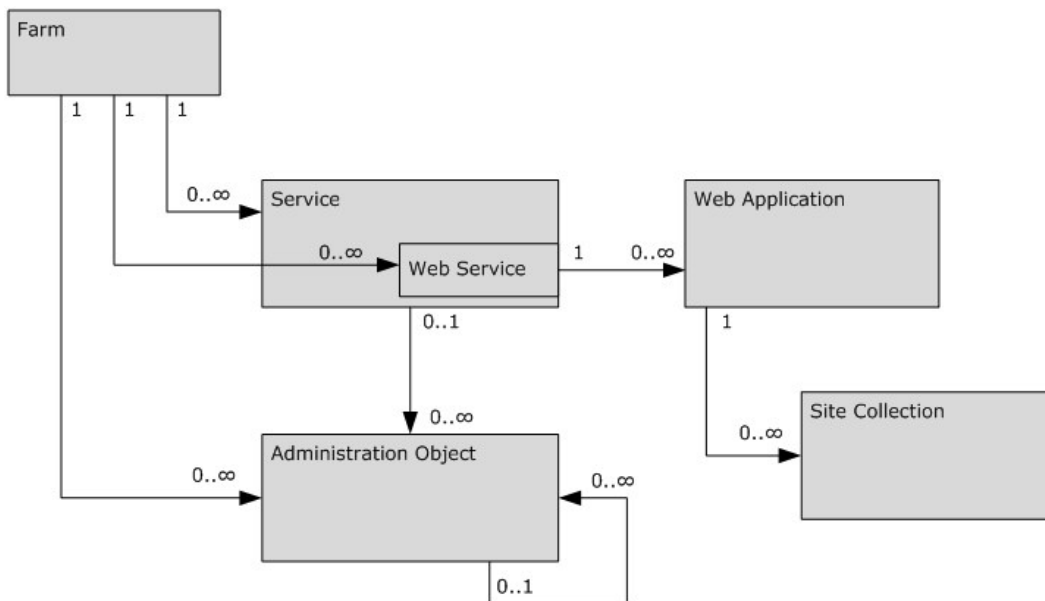 Farm
1
1
1
0..∞
Service
Web Application
0..∞
Web Service
1
0..∞
0..1
1
Site Collection
0..∞
0..∞
Administration Object
0..∞
0..∞
0..1